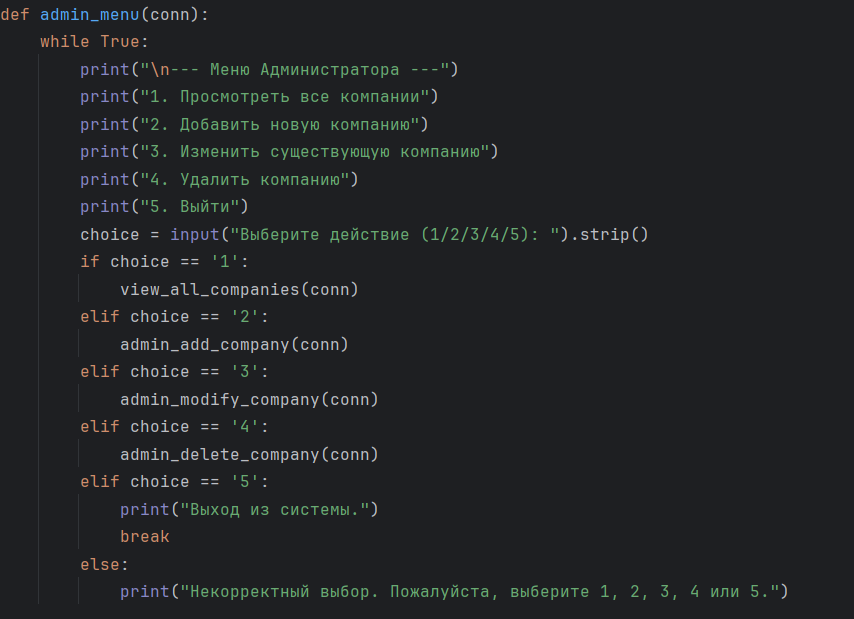 def admin_menu(conn):
    while True:
        print("\n--- Меню Администратора ---")
        print("1. Просмотреть все компании")
        print("2. Добавить новую компанию")
        print("3. Изменить существующую компанию")
        print("4. Удалить компанию")
        print("5. Выйти")
        choice = input("Выберите действие (1/2/3/4/5): ").strip()
        if choice == '1':
            view_all_companies(conn)
        elif choice == '2':
            admin_add_company(conn)
        elif choice == '3':
            admin_modify_company(conn)
        elif choice == '4':
            admin_delete_company(conn)
        elif choice == '5':
            print("Выход из системы.")
            break
        else:
            print("Некорректный выбор. Пожалуйста, выберите 1, 2, 3, 4 или 5.")